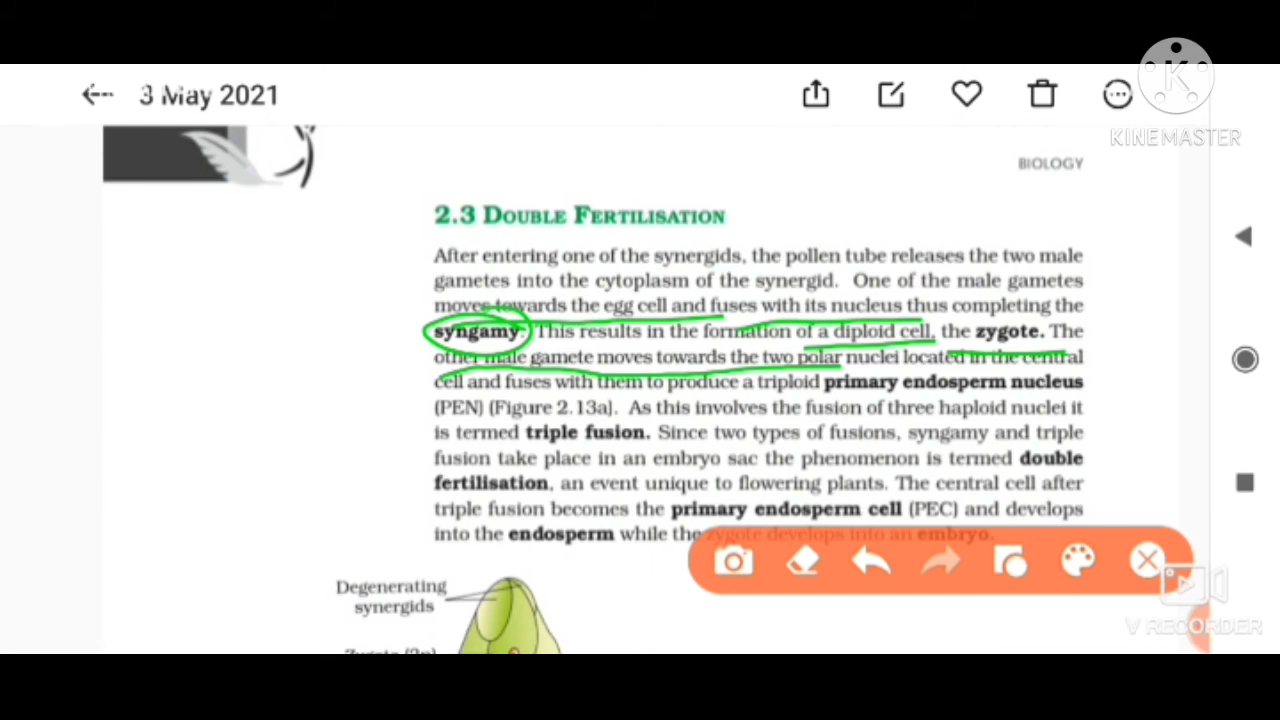 3 May 2021
KINEMASTER
BIOLOGY
2.3 DOUBLE FERTILISATION
After entering one of the synergids, the pollen tube releases the two male
gametes into the cytoplasm of the synergid. One of the male gametes
moves towards the egg cell and fuses with its nucleus thus completing the
syngamy. This results in the formation of a diploid cell, the zygote. The
other male gamete moves towards the two polar nuclei located in the central
cell and fuses with them to produce a triploid primary endosperm nucleus
(PEN) (Figure 2.13a). As this involves the fusion of three haploid nuclei it
is termed triple fusion. Since two types of fusions, syngamy and triple
fusion take place in an embryo sac the phenomenon is termed double
fertilisation, an event unique to flowering plants. The central cell after
triple fusion becomes the primary endosperm cell (PEC) and develops
into the endosperm while the zygote develops into an embryo.
Degenerating
synergids
Zygote (2n)
V RECORDER